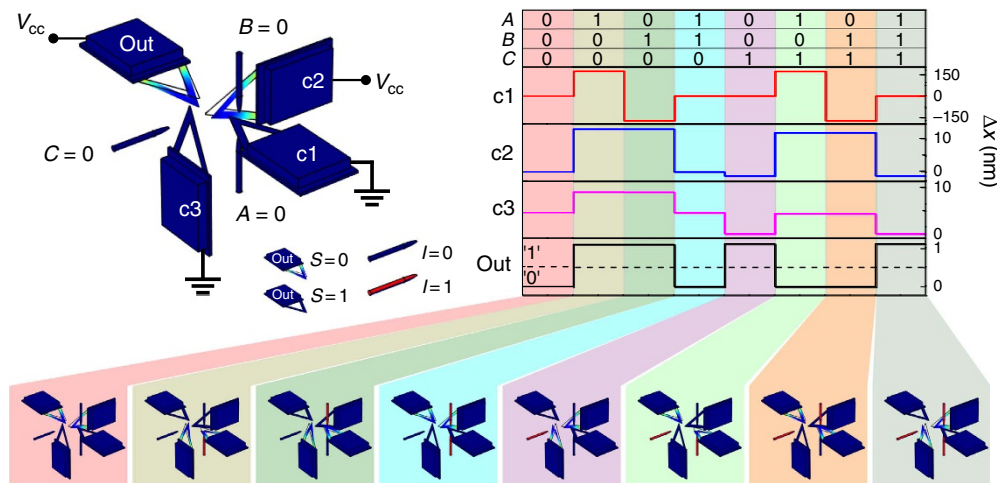 V_cc
Out
B = 0
c2
V_cc
C = 0
c1
c3
A = 0
Out S = 0 I = 0
Out S = 1 I = 1
A 0 1 0 1 0 1 0 1
B 0 0 1 1 0 0 1 1
C 0 0 0 0 1 1 1 1
c1 150
0
−150
c2 10
0
c3 10
0
Out '1' 1
'0' 0
Δx (nm)